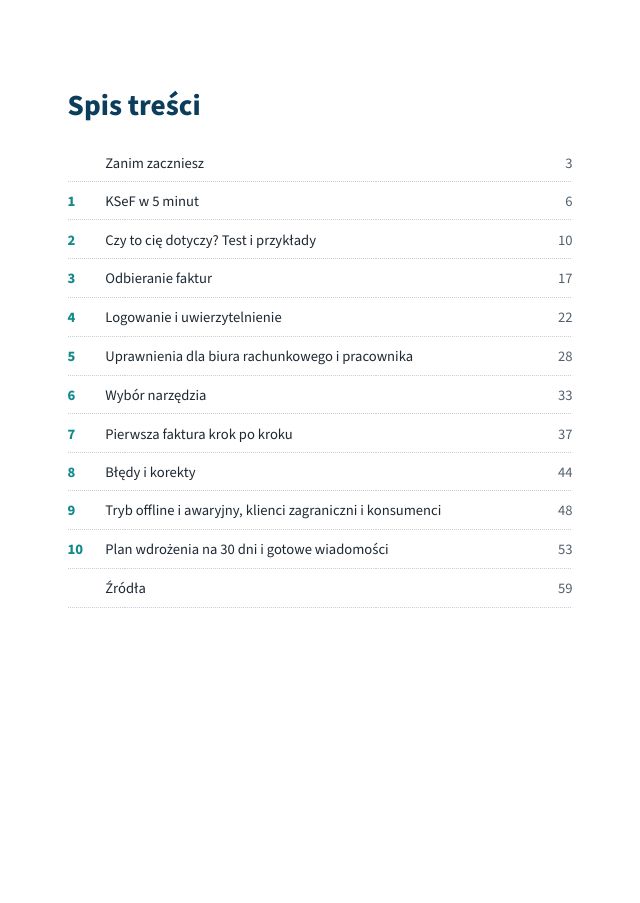 Spis treści
Zanim zaczniesz 3
1 KSeF w 5 minut 6
2 Czy to cię dotyczy? Test i przykłady 10
3 Odbieranie faktur 17
4 Logowanie i uwierzytelnienie 22
5 Uprawnienia dla biura rachunkowego i pracownika 28
6 Wybór narzędzia 33
7 Pierwsza faktura krok po kroku 37
8 Błędy i korekty 44
9 Tryb offline i awaryjny, klienci zagraniczni i konsumenci 48
10 Plan wdrożenia na 30 dni i gotowe wiadomości 53
Źródła 59